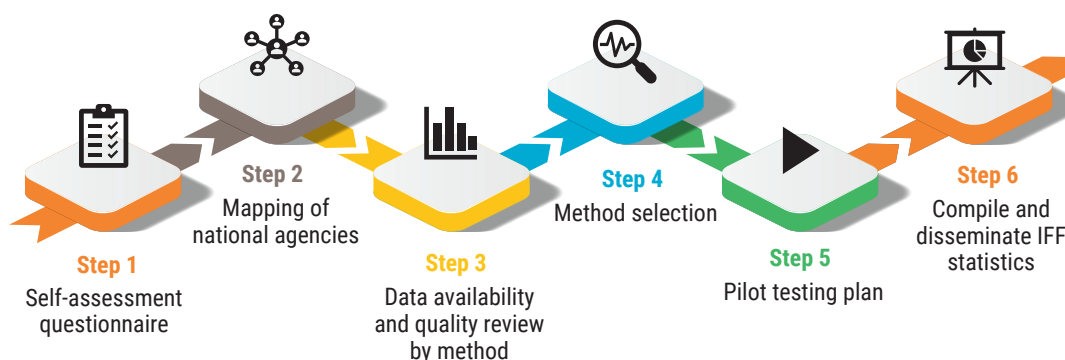 Step 1
Self-assessment
questionnaire
Step 2
Mapping of
national agencies
Step 3
Data availability
and quality review
by method
Step 4
Method selection
Step 5
Pilot testing plan
Step 6
Compile and
disseminate IFF
statistics